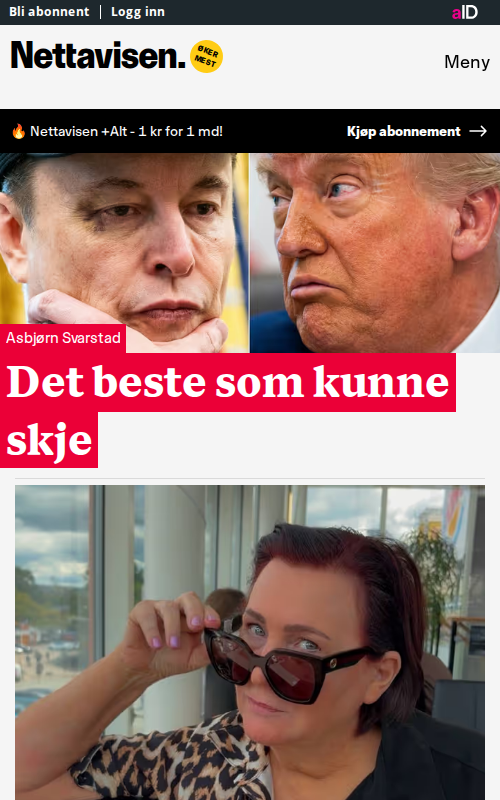 Bli abonnent | Logg inn
aID
Nettavisen.
ØKER
MEST
Meny
🔥 Nettavisen +Alt - 1 kr for 1 md!
Kjøp abonnement →
Asbjørn Svarstad
Det beste som kunne
skje